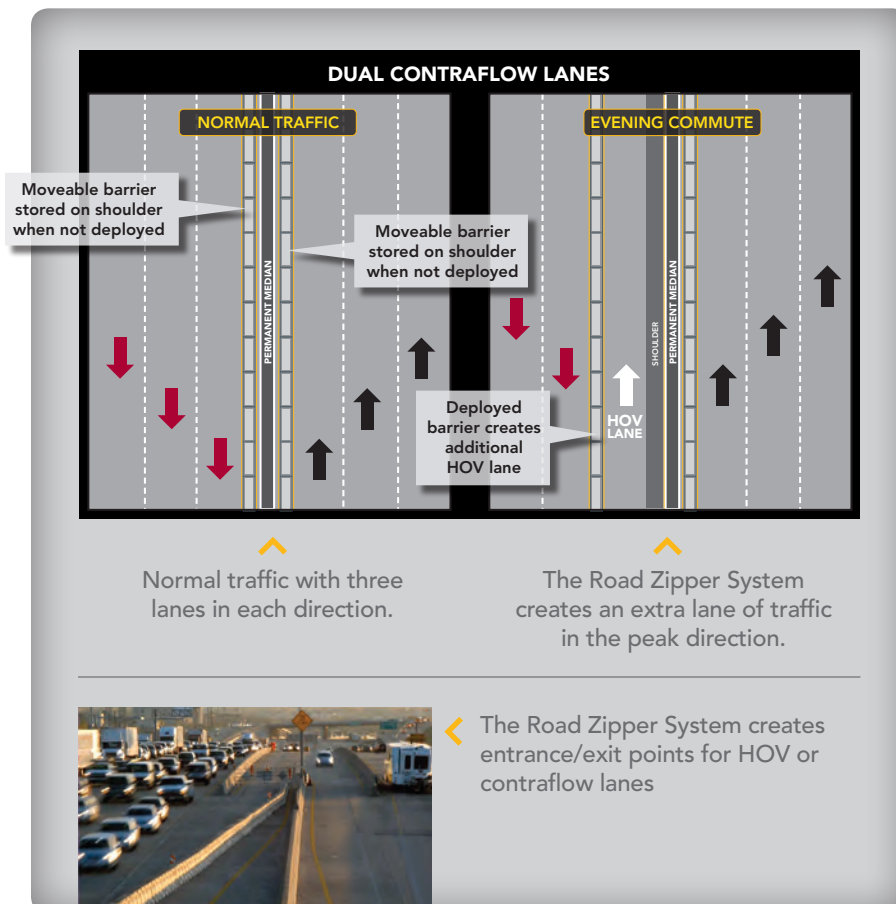 DUAL CONTRAFLOW LANES
NORMAL TRAFFIC
Moveable barrier
stored on shoulder
when not deployed
Moveable barrier
stored on shoulder
when not deployed
PERMANENT MEDIAN
EVENING COMMUTE
SHOULDER
PERMANENT MEDIAN
HOV
LANE
Deployed
barrier creates
additional
HOV lane
Normal traffic with three
lanes in each direction.
The Road Zipper System
creates an extra lane of traffic
in the peak direction.
The Road Zipper System creates
entrance/exit points for HOV or
contraflow lanes